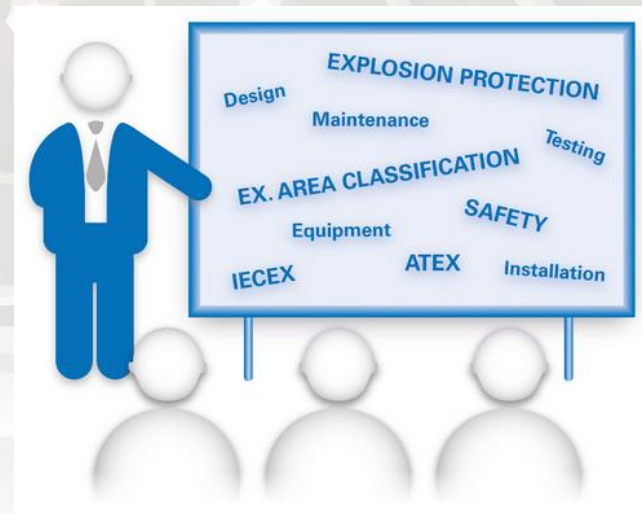 EXPLOSION PROTECTION
Design
Maintenance
Testing
EX. AREA CLASSIFICATION
SAFETY
Equipment
ATEX
Installation
IECEX